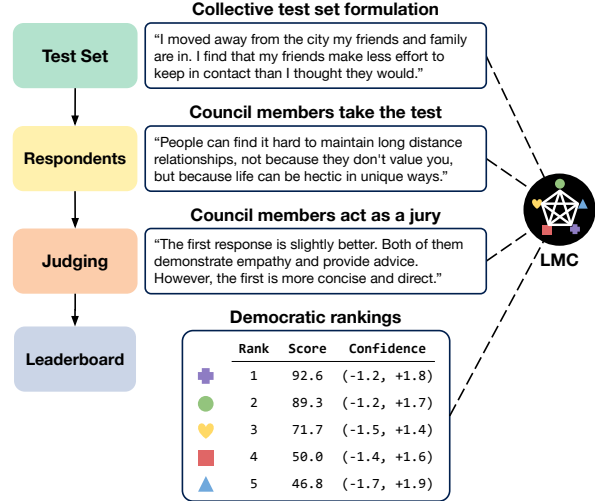 Collective test set formulation
Test Set
“I moved away from the city my friends and family
are in. I find that my friends make less effort to
keep in contact than I thought they would.”
Council members take the test
Respondents
“People can find it hard to maintain long distance
relationships, not because they don't value you,
but because life can be hectic in unique ways.”
Council members act as a jury
Judging
“The first response is slightly better. Both of them
demonstrate empathy and provide advice.
However, the first is more concise and direct.”
LMC
Democratic rankings
Leaderboard
Rank Score Confidence
1 92.6 (-1.2, +1.8)
2 89.3 (-1.2, +1.7)
3 71.7 (-1.5, +1.4)
4 50.0 (-1.4, +1.6)
5 46.8 (-1.7, +1.9)